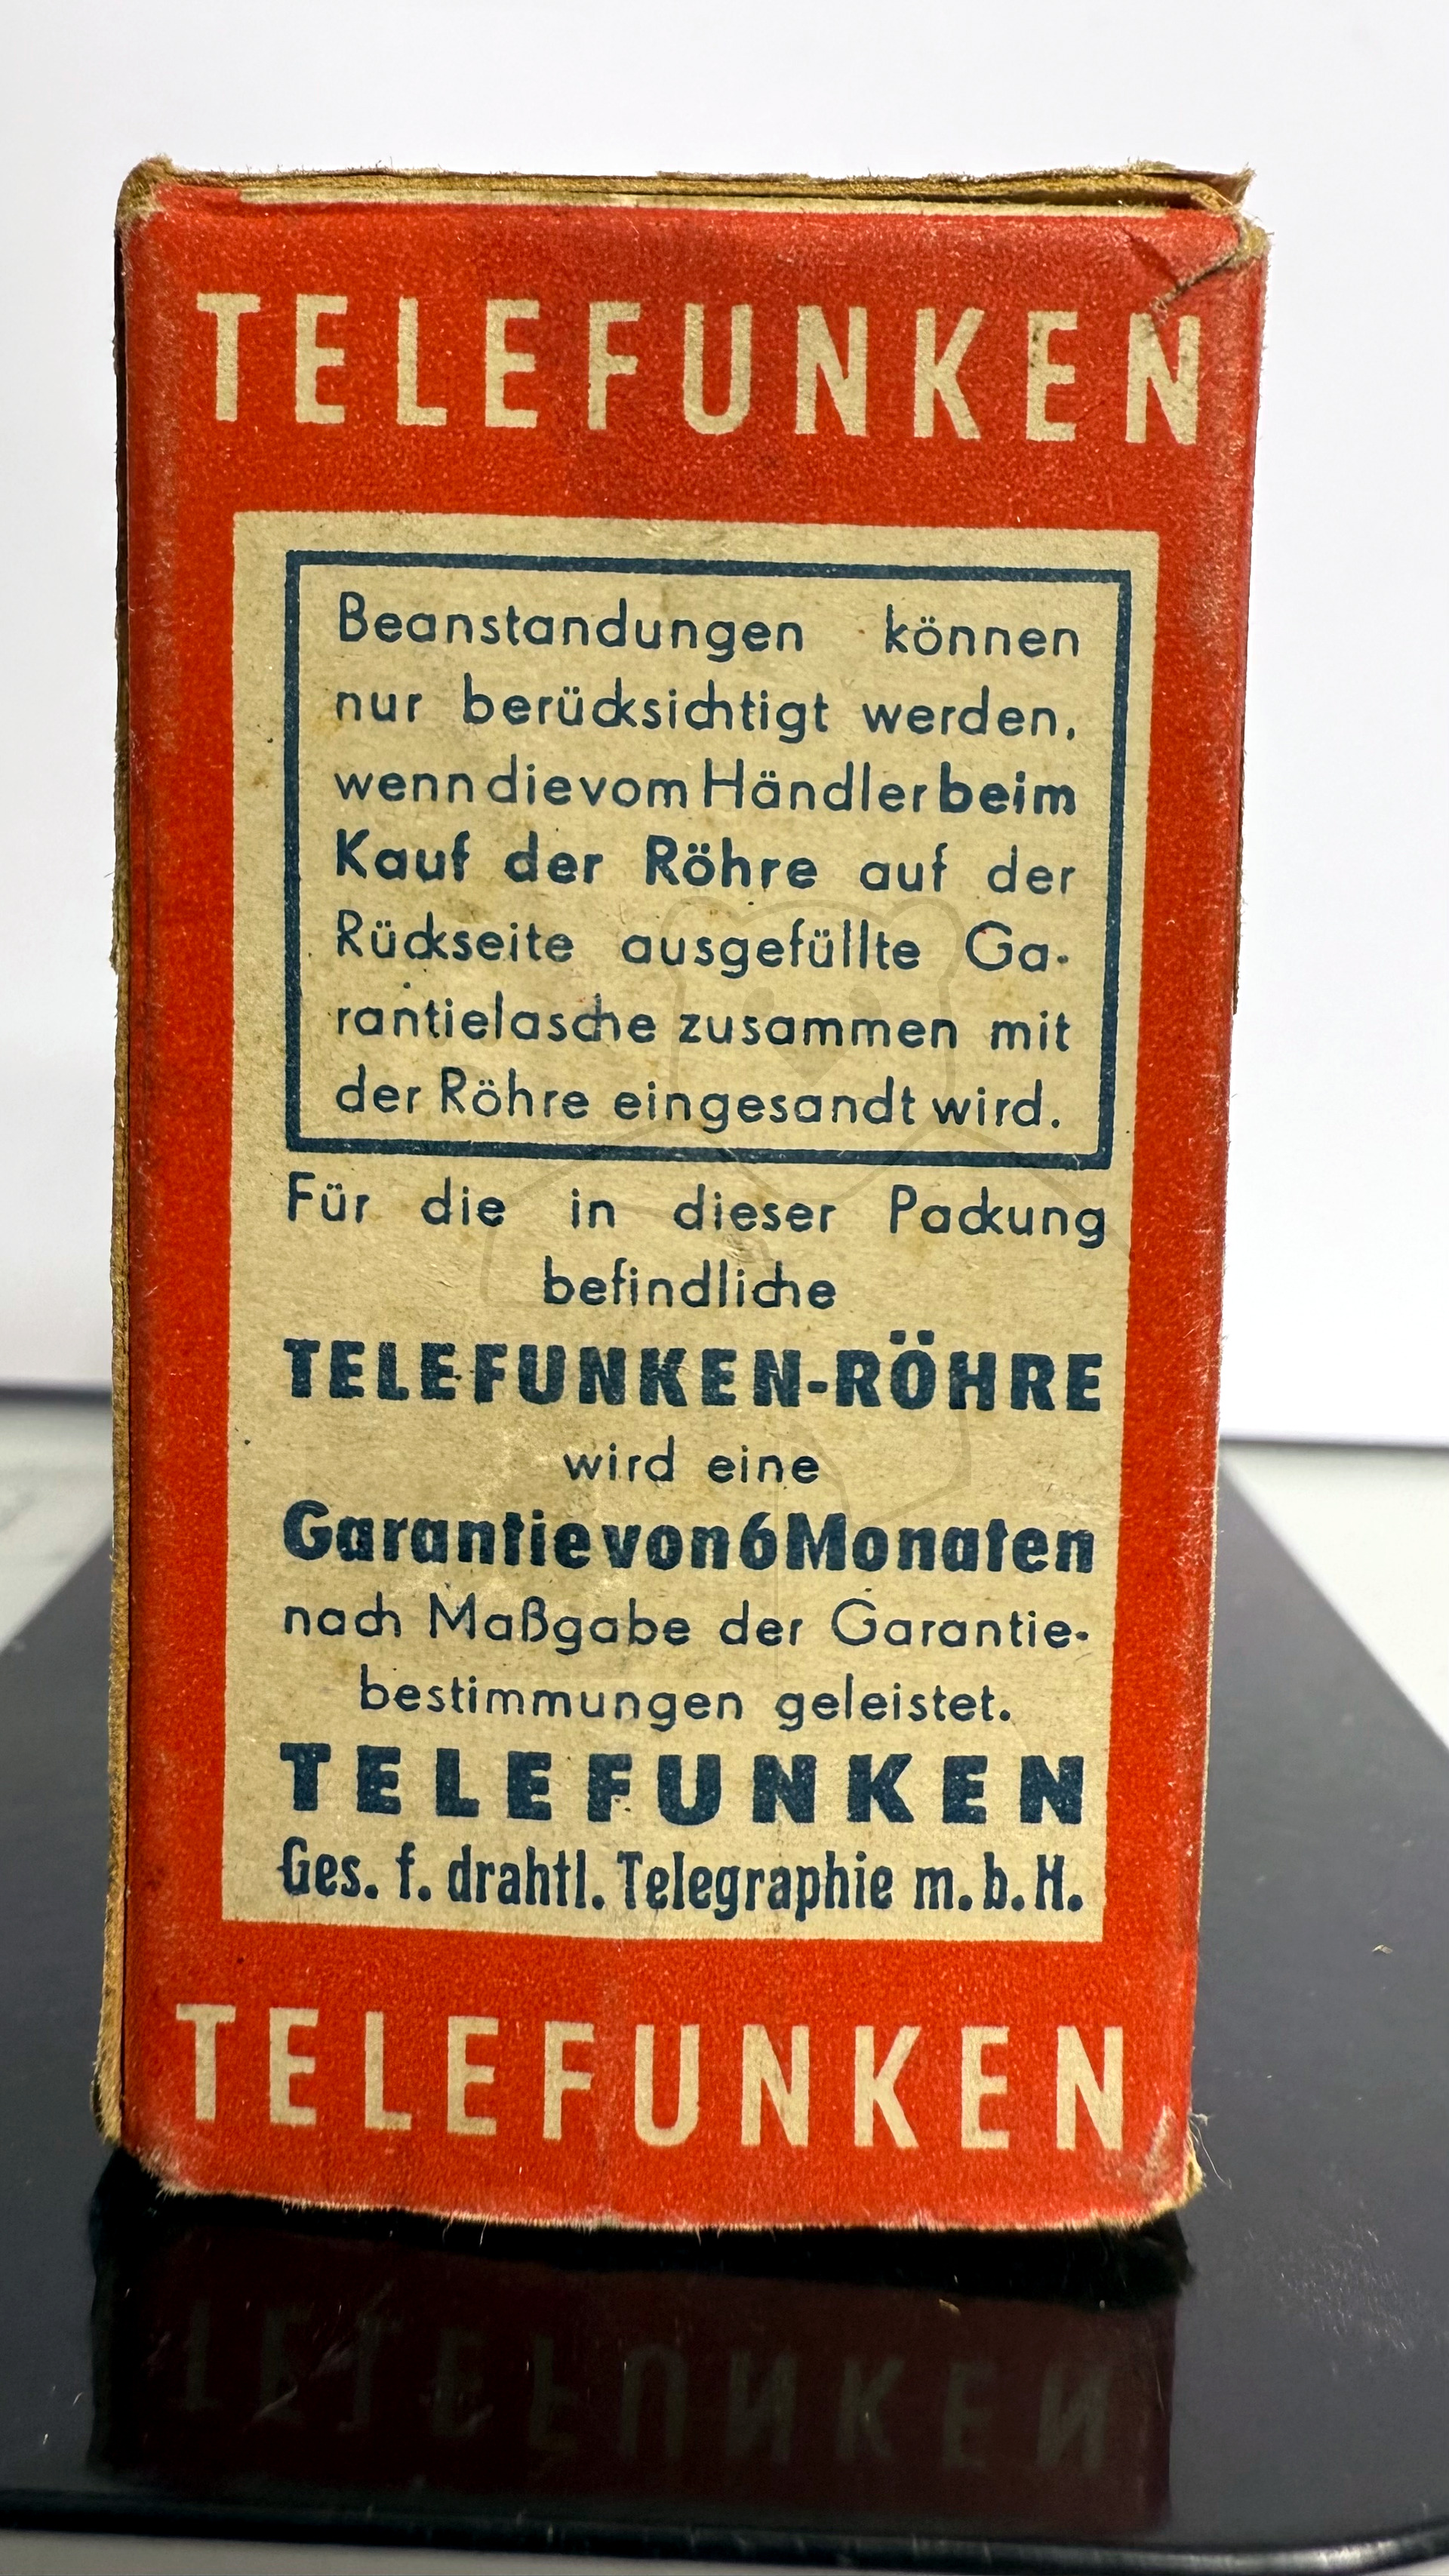 TELEFUNKEN
Beanstandungen können
nur berücksichtigt werden,
wenn die vom Händler beim
Kauf der Röhre auf der
Rückseite ausgefüllte Ga-
rantielasche zusammen mit
der Röhre eingesandt wird.
Für die in dieser Packung
befindliche
TELEFUNKEN-RÖHRE
wird eine
Garantie von 6 Monaten
nach Maßgabe der Garantie-
bestimmungen geleistet.
TELEFUNKEN
Ges. f. drahtl. Telegraphie m. b. H.
TELEFUNKEN